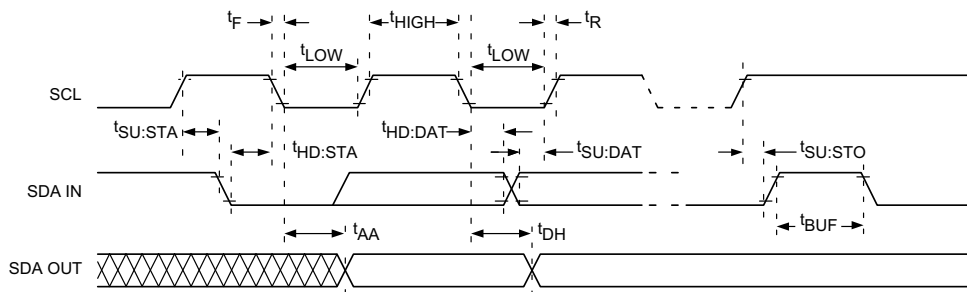 tF tHIGH tR
tLOW tLOW
SCL
tSU:STA tHD:STA tHD:DAT tSU:DAT tSU:STO
SDA IN
tAA tDH tBUF
SDA OUT